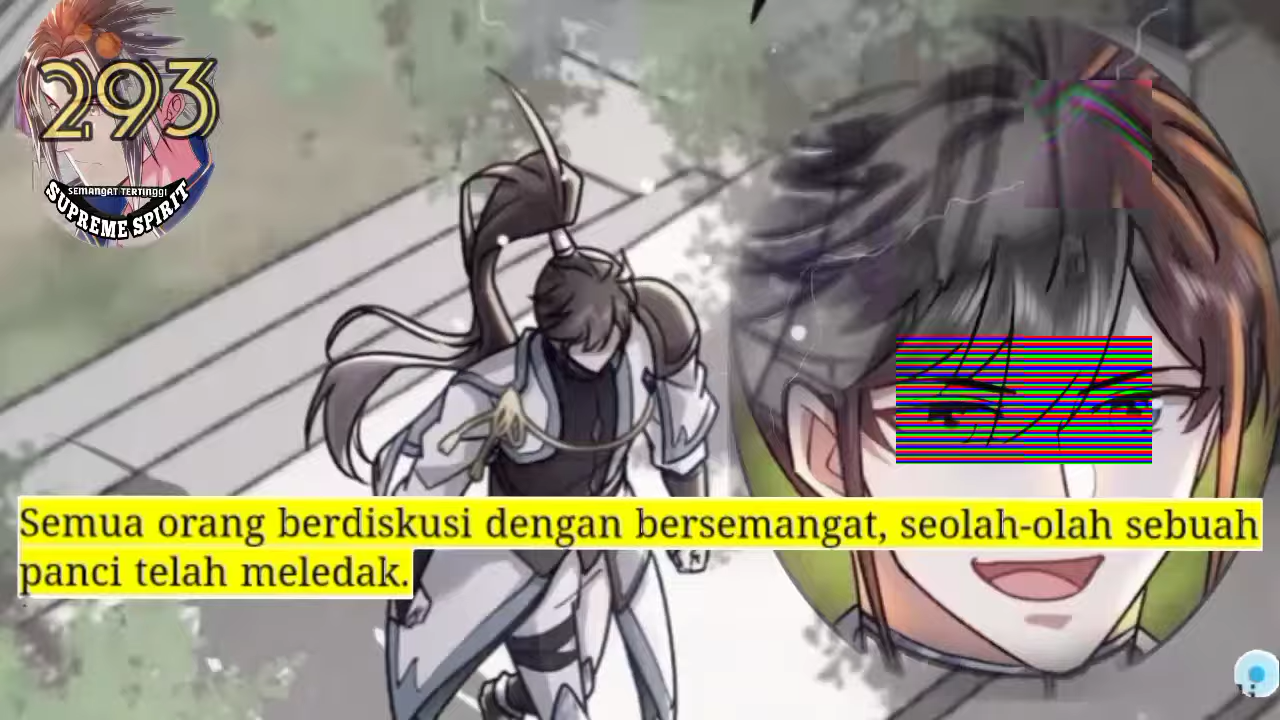 293
SEMANGAT TERTINGGI
SUPREME SPIRIT
Semua orang berdiskusi dengan bersemangat, seolah-olah sebuah
panci telah meledak.